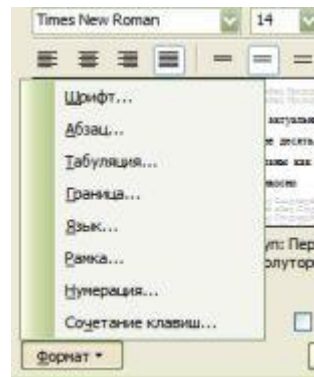 Times New Roman 14
Шрифт...
Абзац...
Табуляция...
Граница...
Язык...
Рамка...
Нумерация...
Сочетание клавиш...
Формат